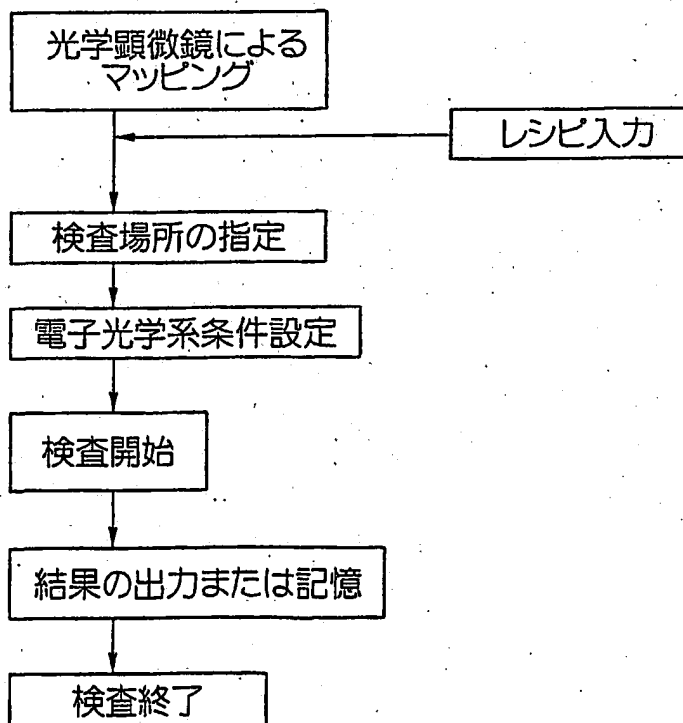 光学顕微鏡による
マッピング
レシピ入力
検査場所の指定
電子光学系条件設定
検査開始
結果の出力または記憶
検査終了